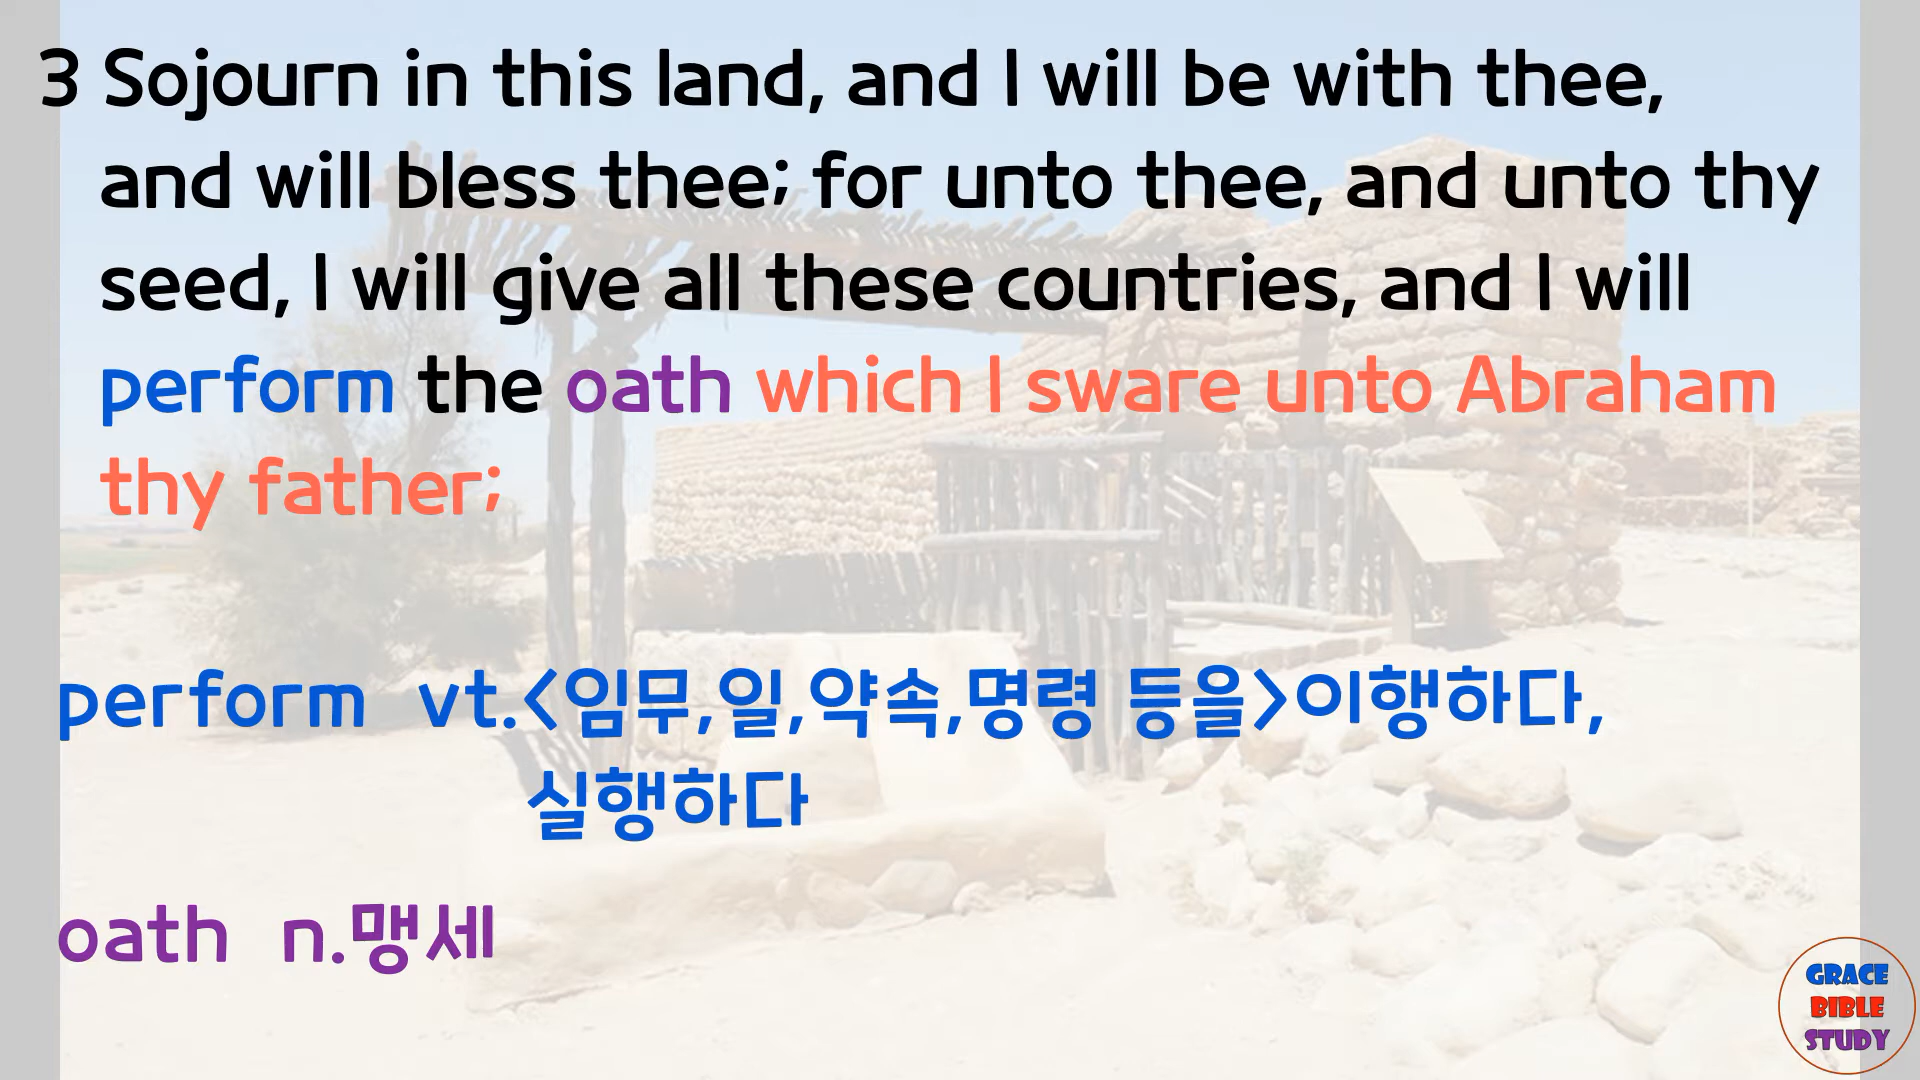 3 Sojourn in this land, and I will be with thee,
and will bless thee; for unto thee, and unto thy
seed, I will give all these countries, and I will
perform the oath which I sware unto Abraham
thy father;
perform vt.<임무,일,약속,명령 등을>이행하다,
실행하다
oath n.맹세
GRACE
BIBLE
STUDY